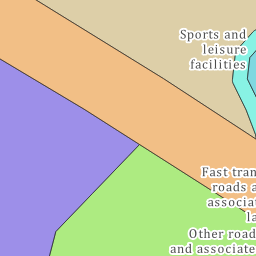 Sports and
leisure
facilities
Fast tran
roads a
associat
la
Other road
and associate